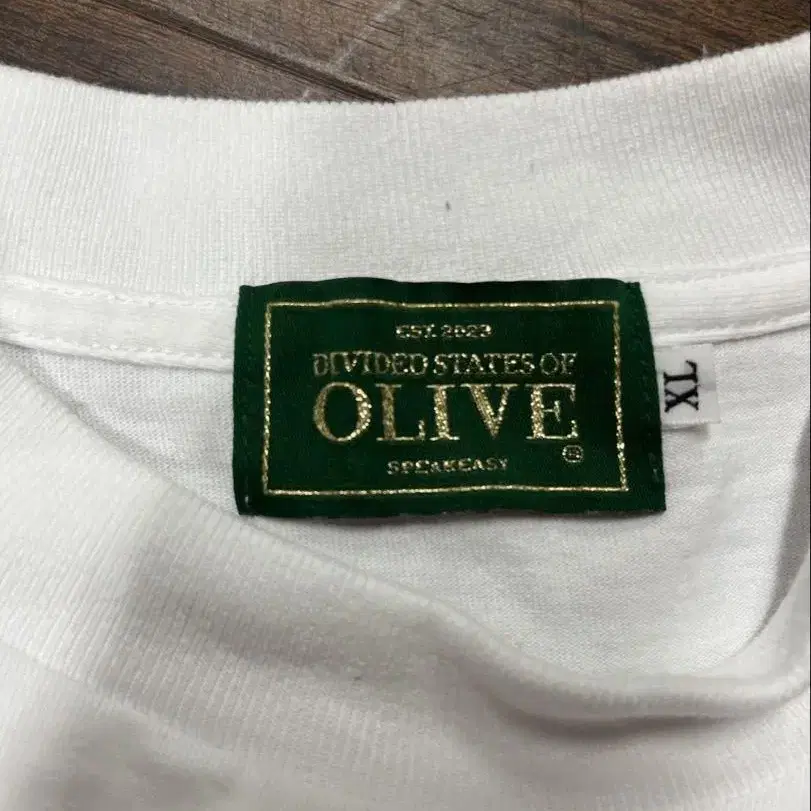 EST. 2023
DIVIDED STATES OF
OLIVE
®
SPEAKEASY
XL